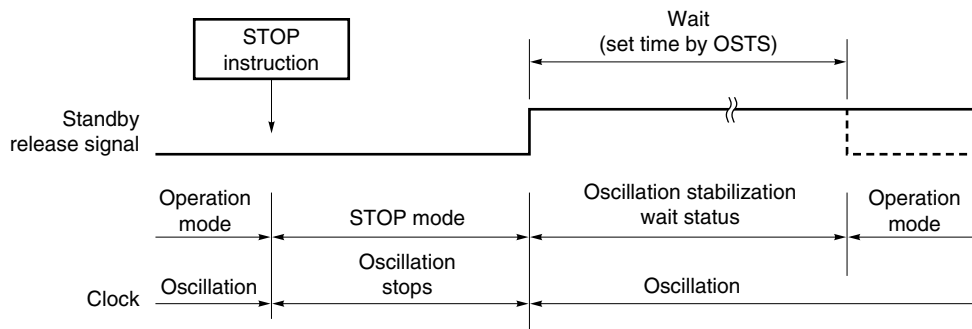 Wait
(set time by OSTS)
STOP
instruction
Standby
release signal
Operation
mode
STOP mode
Oscillation stabilization
wait status
Operation
mode
Clock
Oscillation
Oscillation
stops
Oscillation